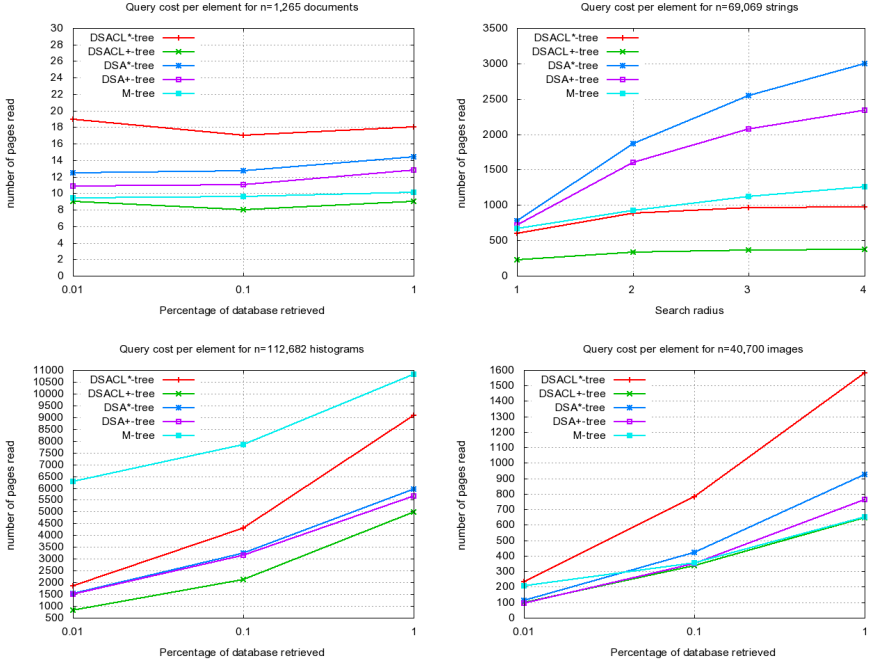 Query cost per element for n=1,265 documents
number of pages read
30
28
26
24
22
20
18
16
14
12
10
8
6
4
2
0
DSACL*-tree
DSACL+-tree
DSA*-tree
DSA+-tree
M-tree
0.01
0.1
1
Percentage of database retrieved
Query cost per element for n=69,069 strings
number of pages read
3500
3000
2500
2000
1500
1000
500
0
DSACL*-tree
DSACL+-tree
DSA*-tree
DSA+-tree
M-tree
1
2
3
4
Search radius
Query cost per element for n=112,682 histograms
number of pages read
11000
10500
10000
9500
9000
8500
8000
7500
7000
6500
6000
5500
5000
4500
4000
3500
3000
2500
2000
1500
1000
500
DSACL*-tree
DSACL+-tree
DSA*-tree
DSA+-tree
M-tree
0.01
0.1
1
Percentage of database retrieved
Query cost per element for n=40,700 images
number of pages read
1600
1500
1400
1300
1200
1100
1000
900
800
700
600
500
400
300
200
100
0
DSACL*-tree
DSACL+-tree
DSA*-tree
DSA+-tree
M-tree
0.01
0.1
1
Percentage of database retrieved